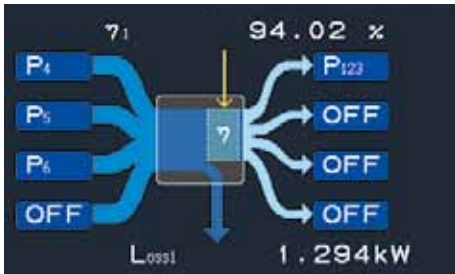 η1 94.02 %
P4 P123
P5 OFF
η
P6 OFF
OFF OFF
Loss1 1.294kW